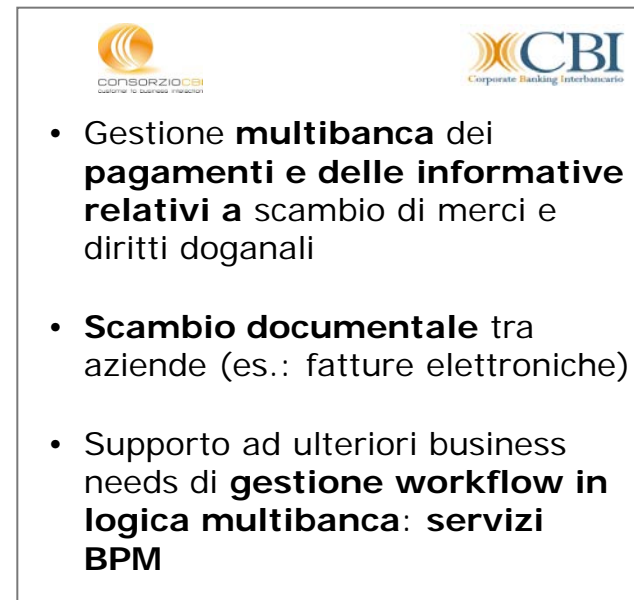 CONSORZIOCBI
customer to business interaction
CBI
Corporate Banking Interbancario
• Gestione multibanca dei
pagamenti e delle informative
relativi a scambio di merci e
diritti doganali
• Scambio documentale tra
aziende (es.: fatture elettroniche)
• Supporto ad ulteriori business
needs di gestione workflow in
logica multibanca: servizi
BPM